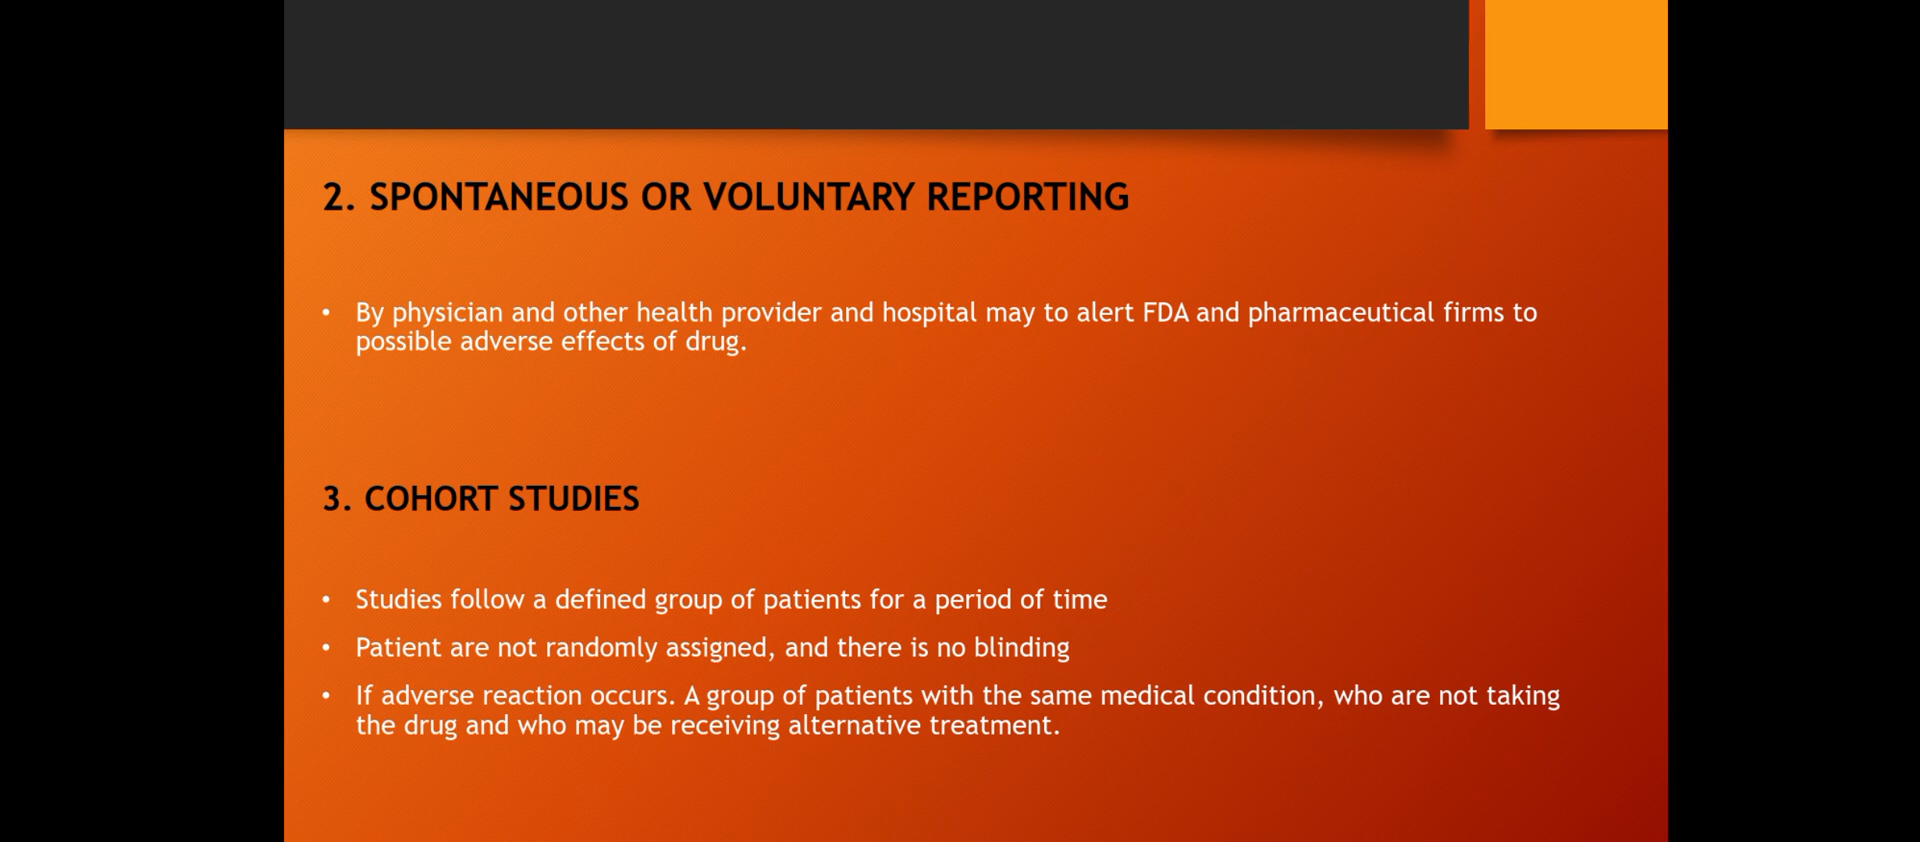 2. SPONTANEOUS OR VOLUNTARY REPORTING
• By physician and other health provider and hospital may to alert FDA and pharmaceutical firms to
possible adverse effects of drug.
3. COHORT STUDIES
• Studies follow a defined group of patients for a period of time
• Patient are not randomly assigned, and there is no blinding
• If adverse reaction occurs. A group of patients with the same medical condition, who are not taking
the drug and who may be receiving alternative treatment.